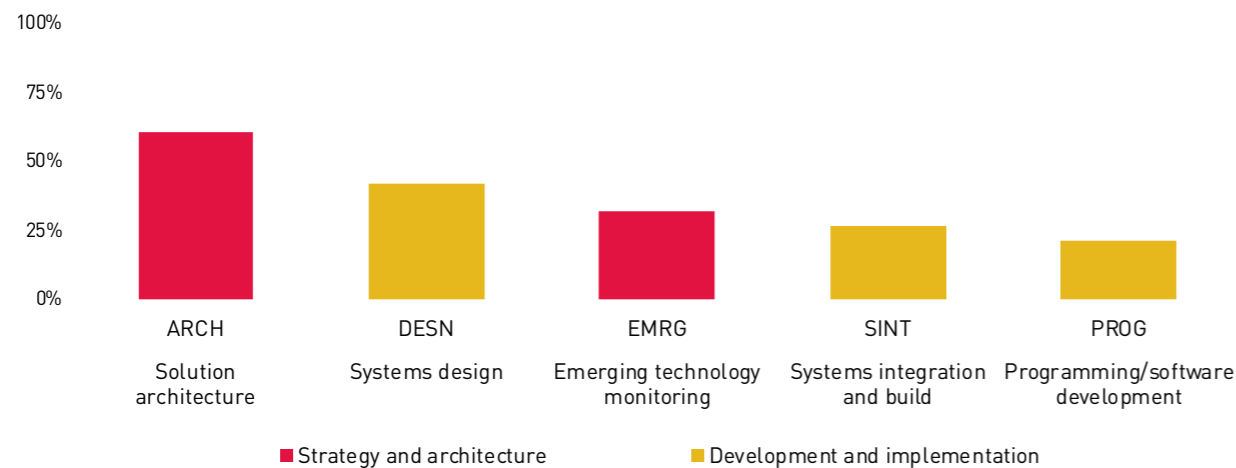 100%
75%
50%
25%
0%
ARCH DESN EMRG SINT PROG
Solution architecture
Systems design
Emerging technology monitoring
Systems integration and build
Programming/software development
Strategy and architecture
Development and implementation